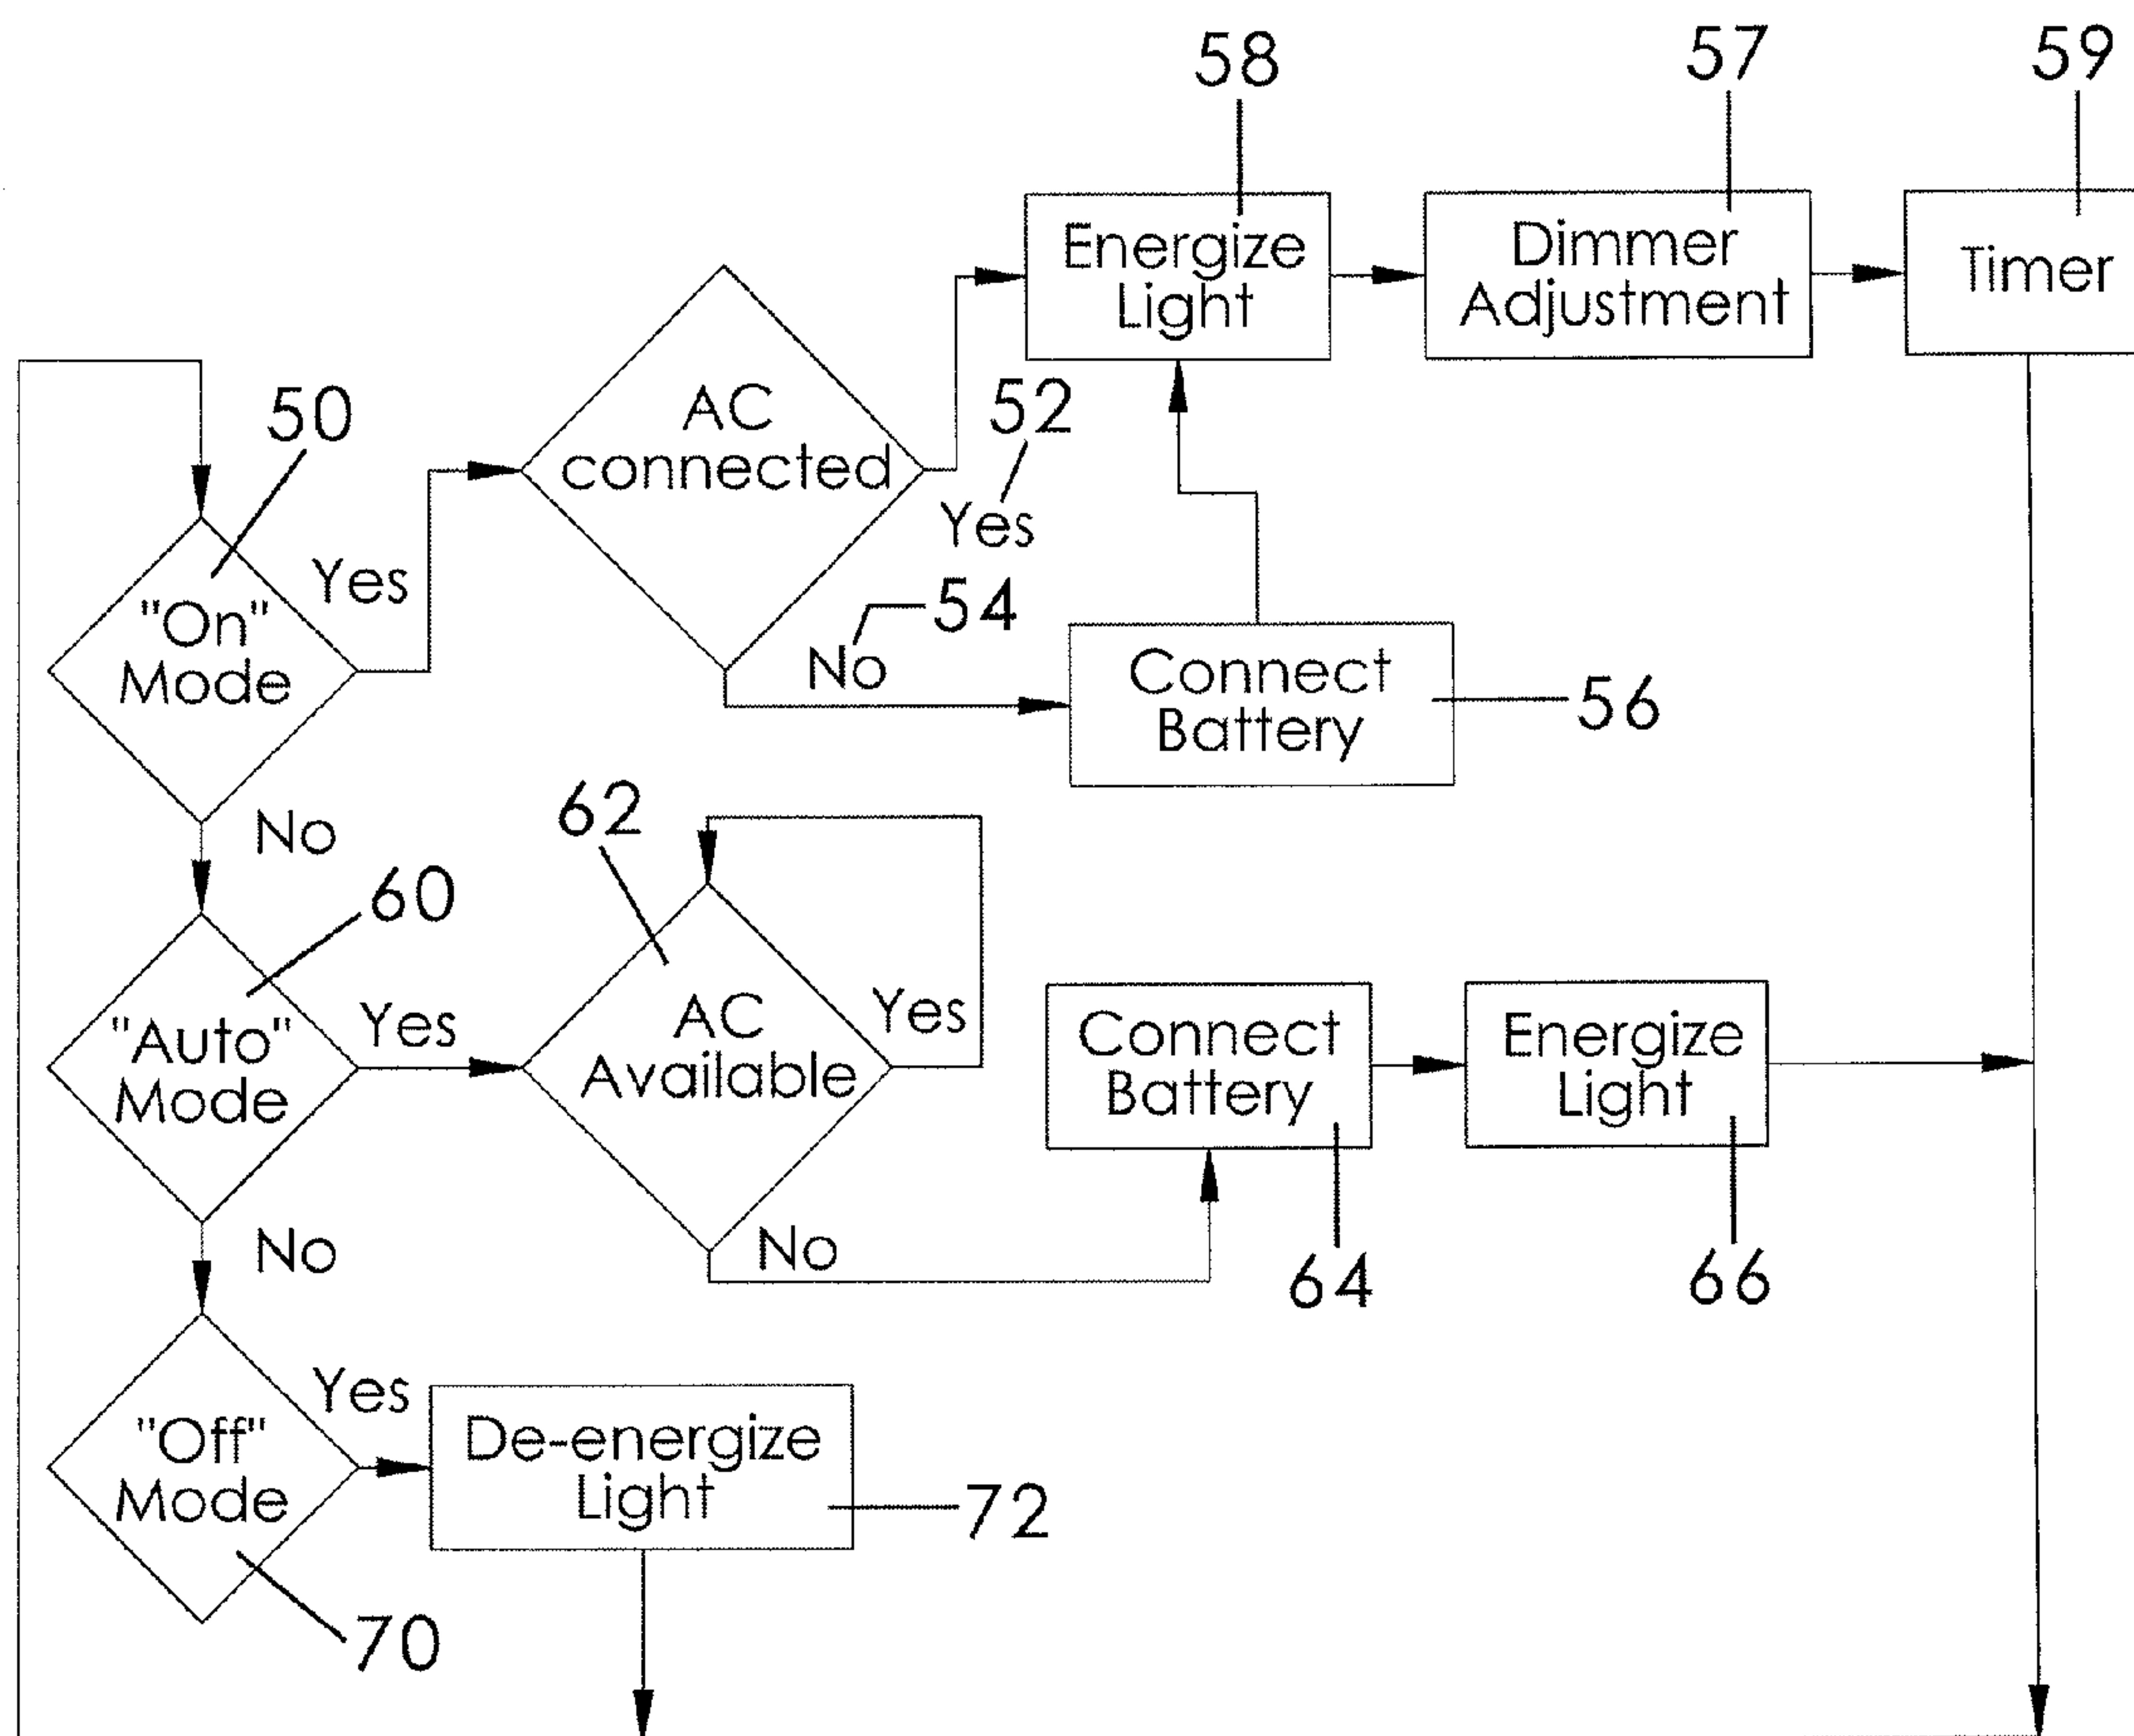 58
57
59
Energize
Light
Dimmer
Adjustment
Timer
50
AC
connected
52
Yes
Yes
"On"
Mode
No
54
Connect
Battery
56
No
62
60
"Auto"
Mode
Yes
AC
Available
Yes
Connect
Battery
Energize
Light
No
No
64
66
"Off"
Mode
Yes
De-energize
Light
72
70